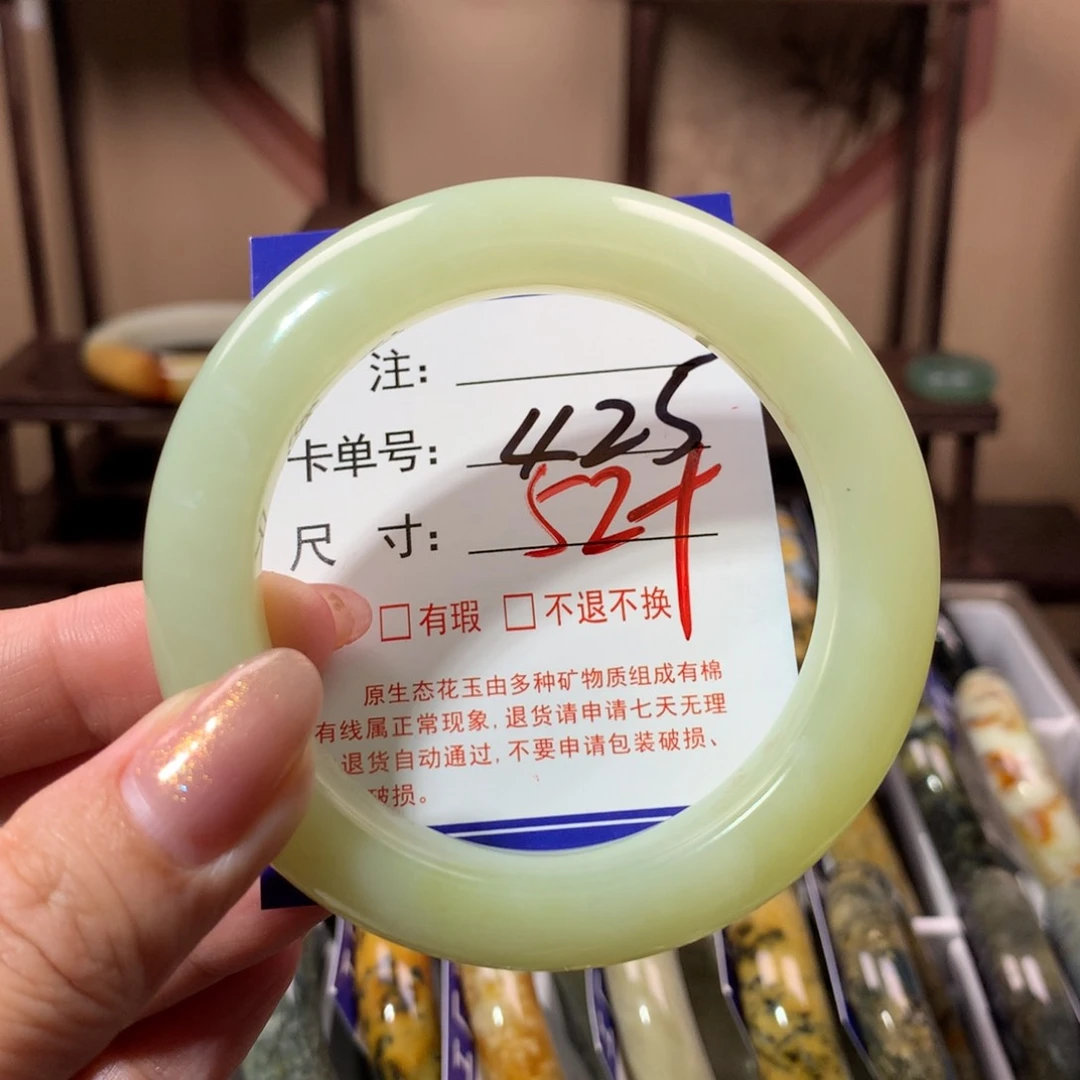 注:
卡单号: 425
尺 寸: 52+
□有瑕 □不退不换
原生态花玉由多种矿物质组成有棉
有线属正常现象,退货请申请七天无理
退货自动通过,不要申请包装破损、
破损。